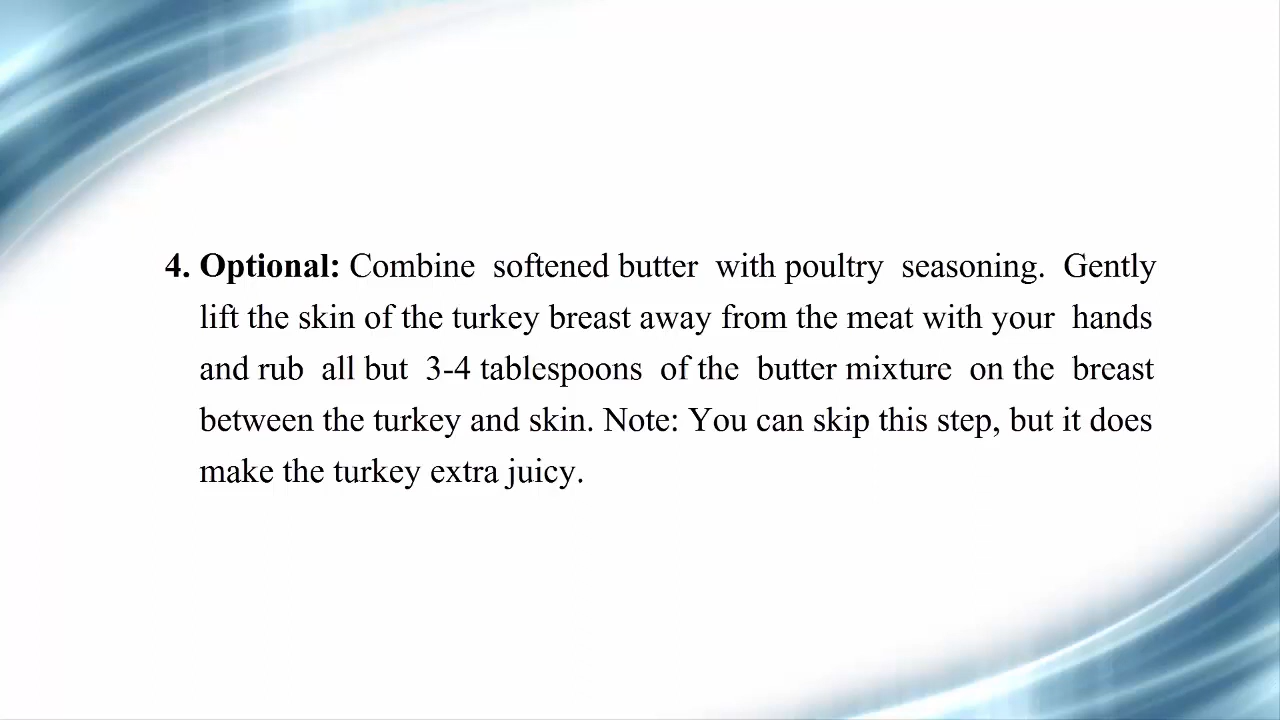 4. Optional: Combine softened butter with poultry seasoning. Gently
lift the skin of the turkey breast away from the meat with your hands
and rub all but 3-4 tablespoons of the butter mixture on the breast
between the turkey and skin. Note: You can skip this step, but it does
make the turkey extra juicy.